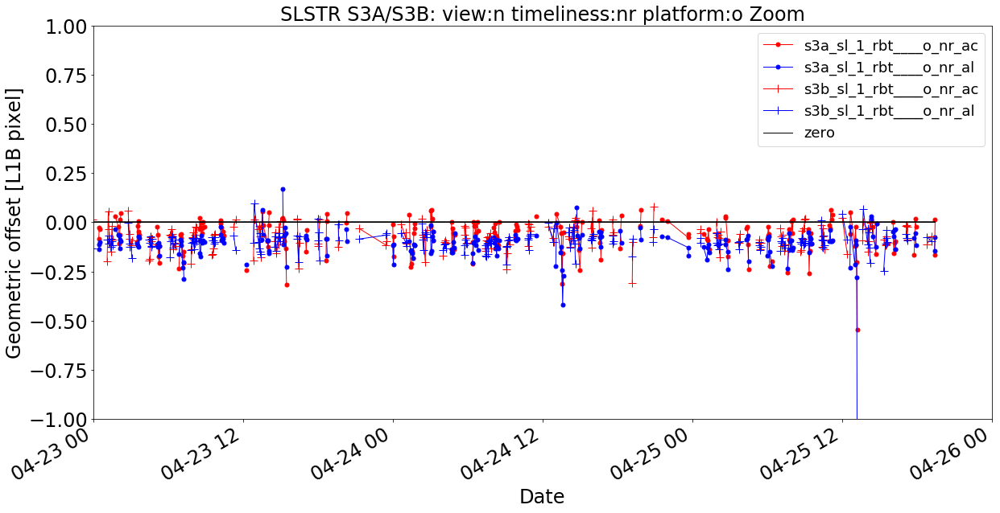 SLSTR S3A/S3B: view:n timeliness:nr platform:o Zoom
1.00
0.75
0.50
0.25
0.00
−0.25
−0.50
−0.75
−1.00
Geometric offset [L1B pixel]
s3a_sl_1_rbt____o_nr_ac
s3a_sl_1_rbt____o_nr_al
s3b_sl_1_rbt____o_nr_ac
s3b_sl_1_rbt____o_nr_al
zero
04-23 00
04-23 12
04-24 00
04-24 12
04-25 00
04-25 12
04-26 00
Date